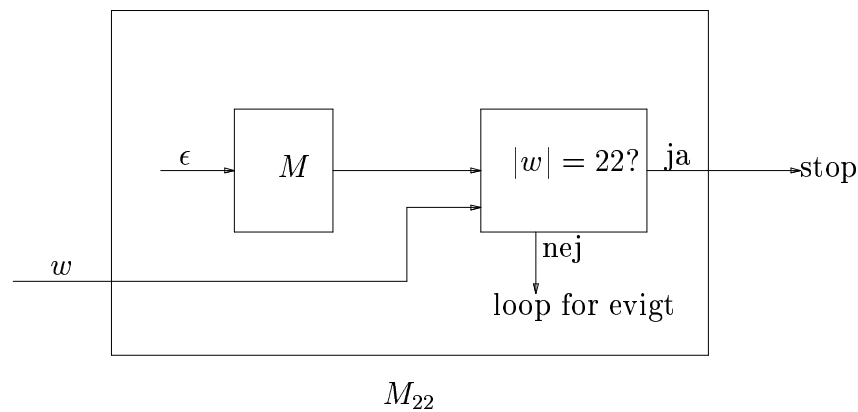 ϵ
M
|w| = 22?
ja
stop
w
nej
loop for evigt
M₂₂